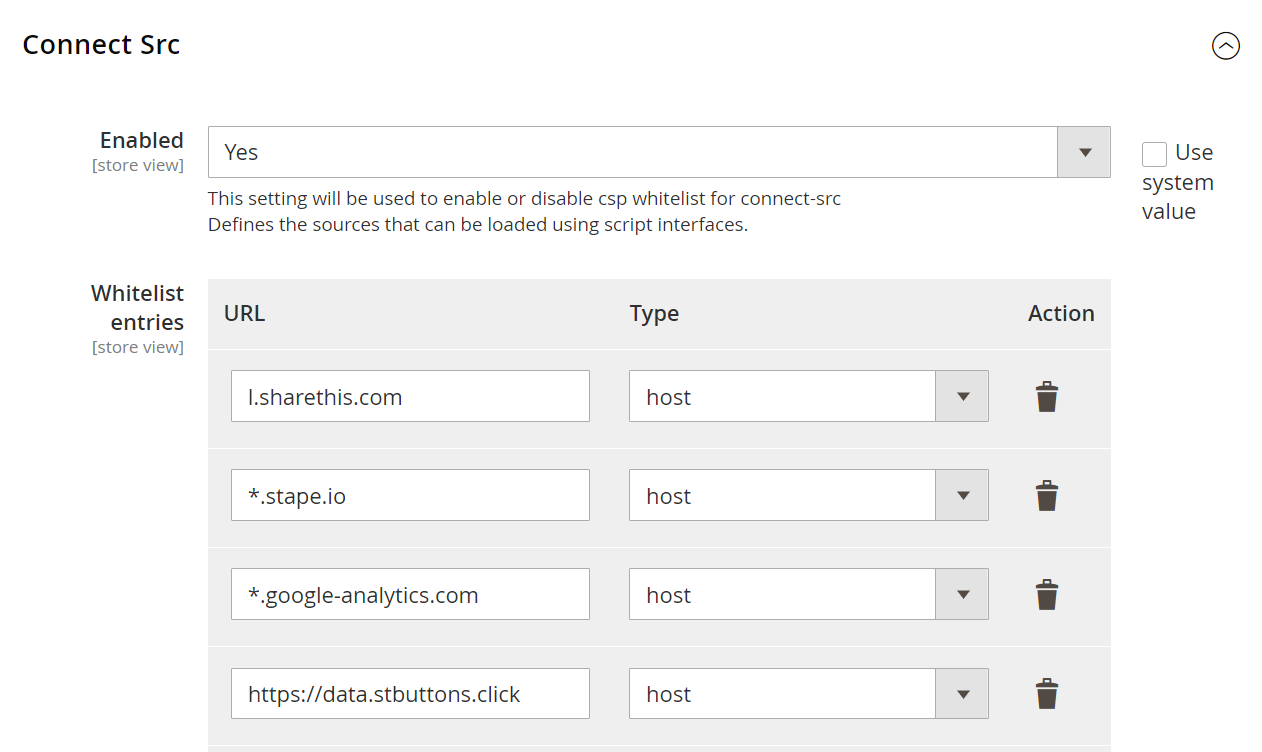 Connect Src
Enabled
[store view]
Yes
Use
system
value
This setting will be used to enable or disable csp whitelist for connect-src
Defines the sources that can be loaded using script interfaces.
Whitelist
entries
[store view]
URL Type Action
l.sharethis.com host
*.stape.io host
*.google-analytics.com host
https://data.stbuttons.click host